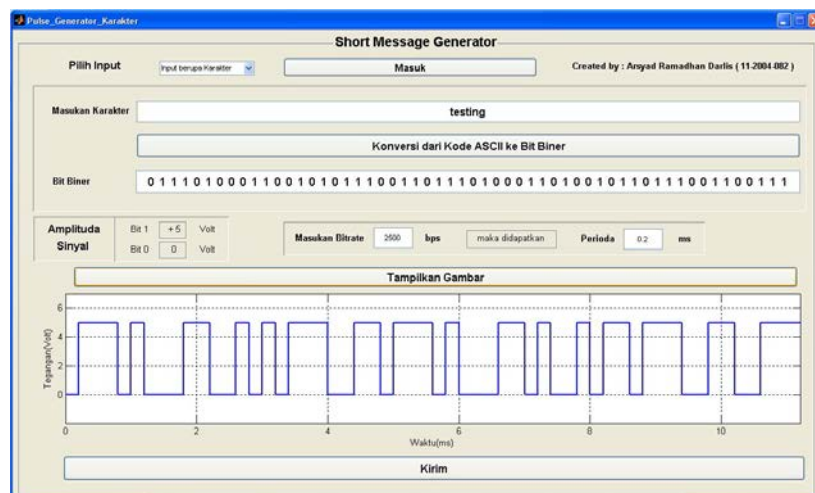 Pulse_Generator_Karakter
Short Message Generator
Pilih Input
Input berupa Karakter
Masuk
Created by : Arsyad Ramadhan Darlis ( 11-2004-082 )
Masukan Karakter
testing
Konversi dari Kode ASCII ke Bit Biner
Bit Biner
0 1 1 1 0 1 0 0 0 1 1 0 0 1 0 1 0 1 1 1 0 0 1 1 0 1 1 1 0 1 0 0 0 1 1 0 1 0 0 1 0 1 1 0 1 1 1 0 0 1 1 0 0 1 1 1
Amplituda
Sinyal
Bit 1 +5 Volt
Bit 0 0 Volt
Masukan Bitrate 2500 bps maka didapatkan Perioda 0.2 ms
Tampilkan Gambar
6
4
2
0
Tegangan(Volt)
0 2 4 6 8 10
Waktu(ms)
Kirim